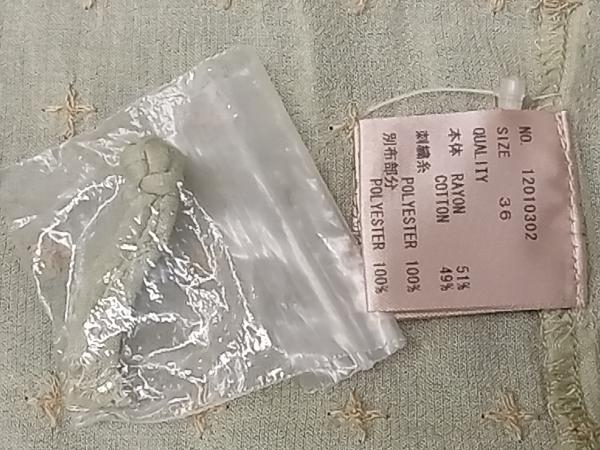 NO. 12010302
SIZE 36
QUALITY
本体 RAYON 51%
COTTON 49%
刺繍糸
POLYESTER 100%
別布部分
POLYESTER 100%